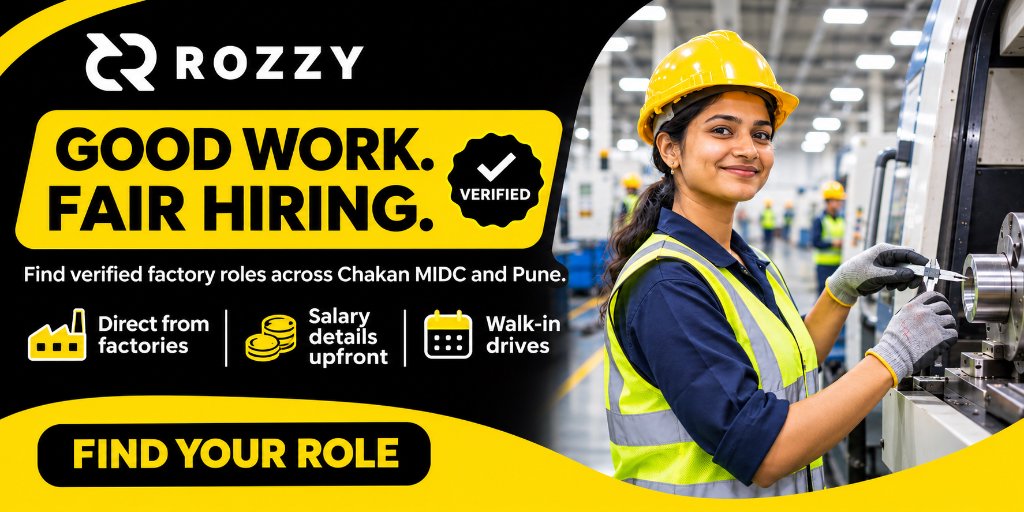 ROZZY
GOOD WORK.
FAIR HIRING.
VERIFIED
Find verified factory roles across Chakan MIDC and Pune.
Direct from
factories
Salary
details
upfront
Walk-in
drives
FIND YOUR ROLE